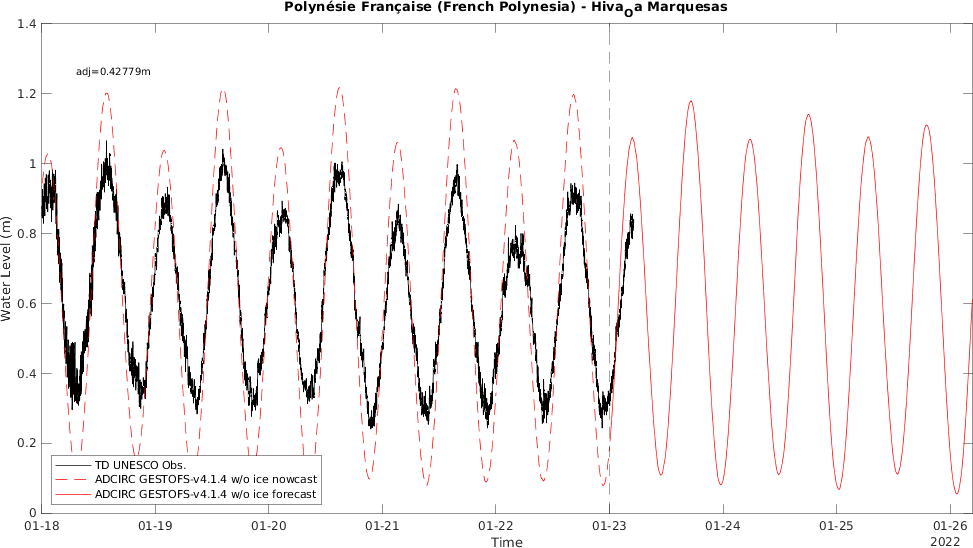 Polynésie Française (French Polynesia) - HivaOa Marquesas
1.4
adj=0.42779m
1.2
1
0.8
Water Level (m)
0.6
0.4
0.2
TD UNESCO Obs.
ADCIRC GESTOFS-v4.1.4 w/o ice nowcast
ADCIRC GESTOFS-v4.1.4 w/o ice forecast
0
01-18 01-19 01-20 01-21 01-22 01-23 01-24 01-25 01-26
Time 2022